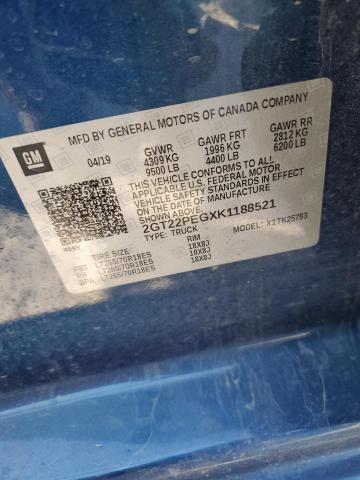 GM
MFD BY GENERAL MOTORS OF CANADA COMPANY
04/19
GVWR GAWR FRT GAWR RR
4309 KG 1996 KG 2812 KG
9500 LB 4400 LB 6200 LB
THIS VEHICLE CONFORMS TO ALL APPLICABLE
U.S. FEDERAL MOTOR VEHICLE SAFETY
STANDARDS IN EFFECT ON THE DATE OF
MANUFACTURE SHOWN ABOVE.
2GT22PEGXK1188521
TYPE: TRUCK MODEL: X1TK25753
TIRE SIZE RIM
FRT LT265/70R18ES 18X8J
RR LT265/70R18ES 18X8J
SPA LT265/70R18ES 18X8J